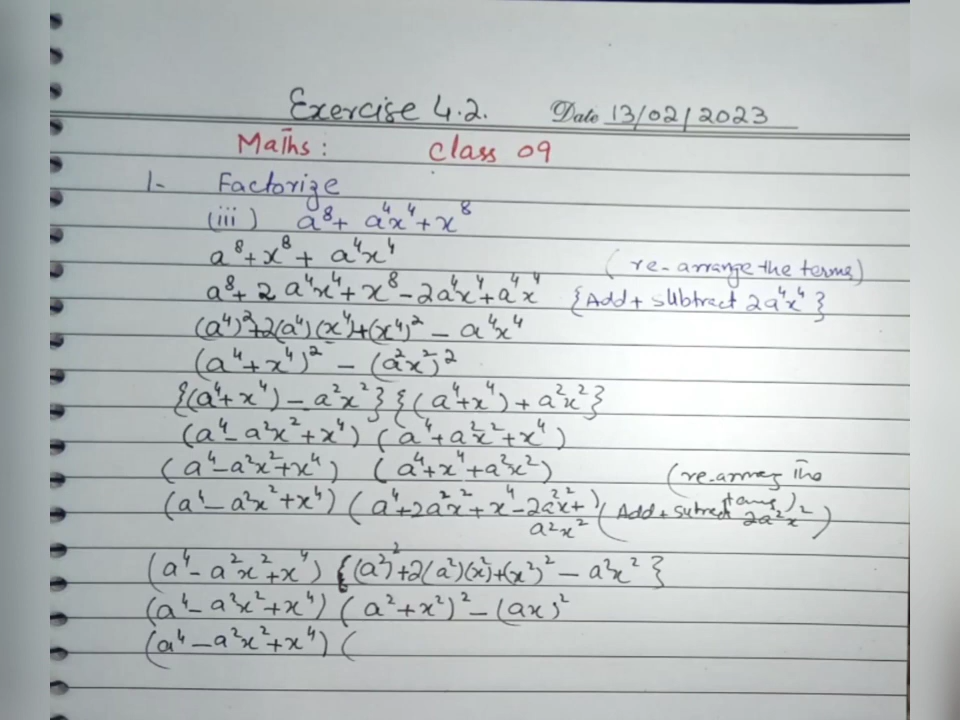 Exercise 4.2. Date 13/02/2023
Maths: Class 09
1- Factorize
(iii) a⁸+ a⁴x⁴+x⁸
a⁸+x⁸+ a⁴x⁴ (re-arrange the terms)
a⁸+2a⁴x⁴+x⁸-2a⁴x⁴+a⁴x⁴ {Add + subtract 2a⁴x⁴}
(a⁴)²+2(a⁴)(x⁴)+(x⁴)² - a⁴x⁴
(a⁴+x⁴)² - (a²x²)²
{(a⁴+x⁴) - a²x²}{(a⁴+x⁴)+a²x²}
(a⁴-a²x²+x⁴) (a⁴+a²x²+x⁴)
(a⁴-a²x²+x⁴) (a⁴+x⁴+a²x²) (re-arrang the
(a⁴-a²x²+x⁴) (a⁴+2a²x²+x⁴-2a²x²+ (Add + subtract 2a²x²)
a²x²
(a⁴-a²x²+x⁴) {(a²)²+2(a²)(x²)+(x²)² - a²x²}
(a⁴-a²x²+x⁴) (a²+x²)² - (ax)²
(a⁴-a²x²+x⁴) (